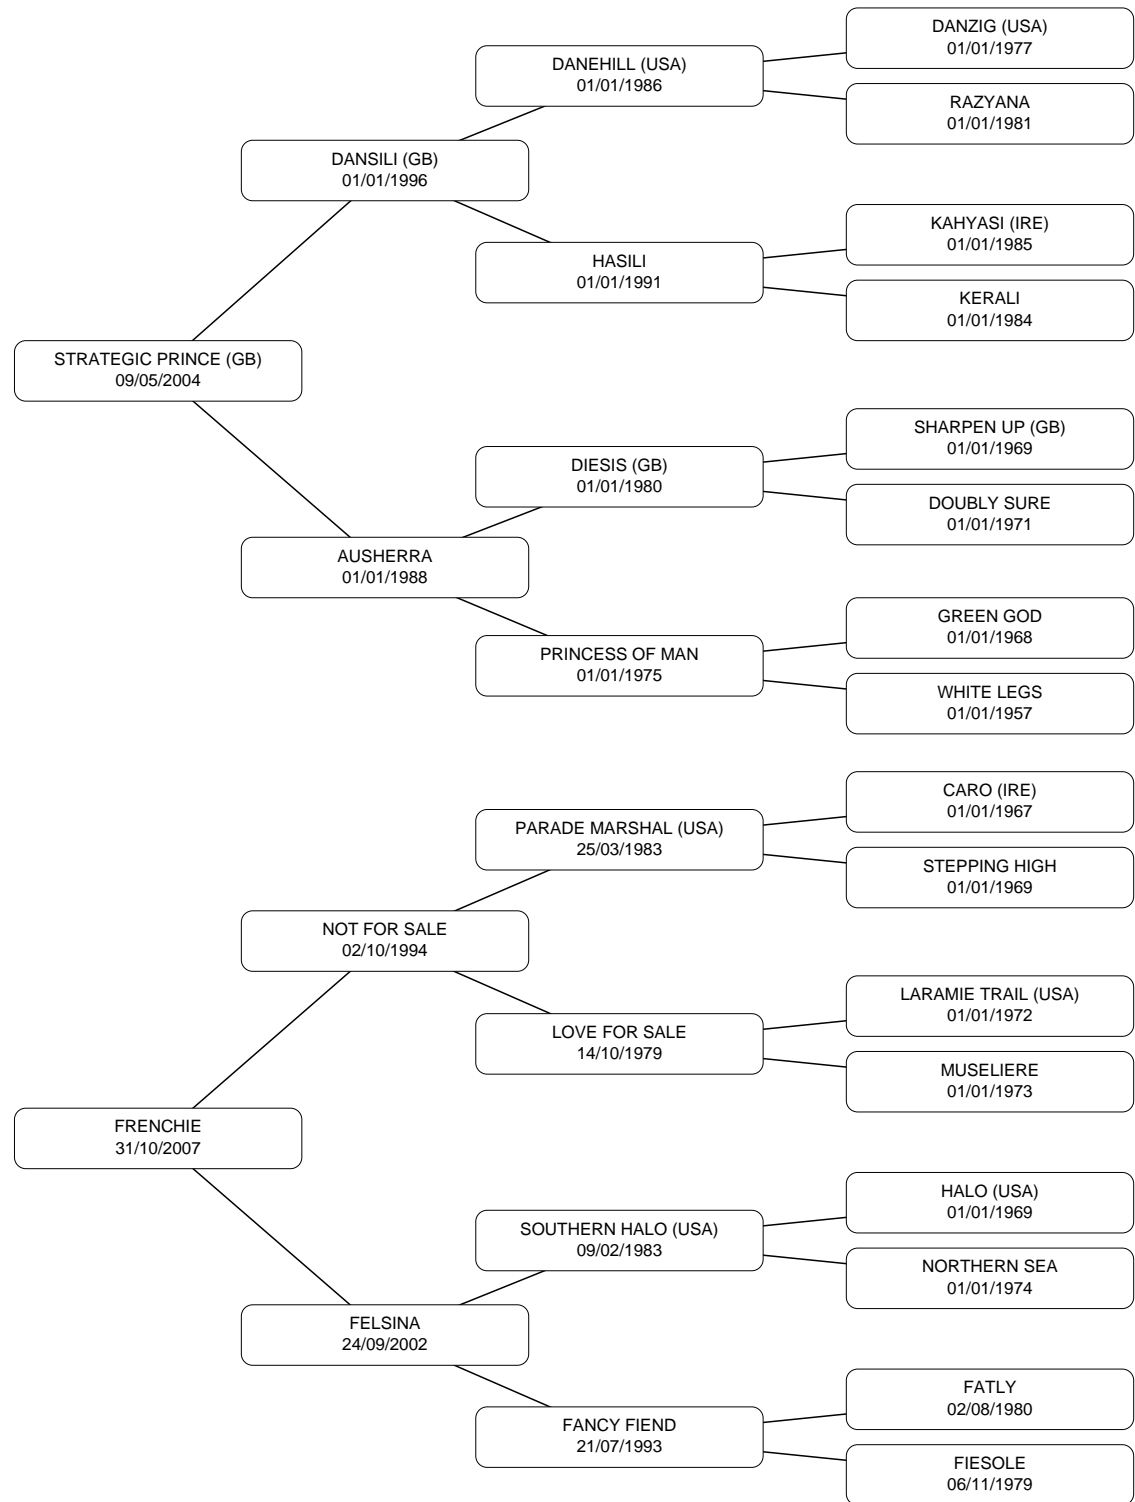 DANZIG (USA)
01/01/1977
DANEHILL (USA)
01/01/1986
RAZYANA
01/01/1981
DANSILI (GB)
01/01/1996
KAHYASI (IRE)
01/01/1985
HASILI
01/01/1991
KERALI
01/01/1984
STRATEGIC PRINCE (GB)
09/05/2004
SHARPEN UP (GB)
01/01/1969
DIESIS (GB)
01/01/1980
DOUBLY SURE
01/01/1971
AUSHERRA
01/01/1988
GREEN GOD
01/01/1968
PRINCESS OF MAN
01/01/1975
WHITE LEGS
01/01/1957
CARO (IRE)
01/01/1967
PARADE MARSHAL (USA)
25/03/1983
STEPPING HIGH
01/01/1969
NOT FOR SALE
02/10/1994
LARAMIE TRAIL (USA)
01/01/1972
LOVE FOR SALE
14/10/1979
MUSELIERE
01/01/1973
FRENCHIE
31/10/2007
HALO (USA)
01/01/1969
SOUTHERN HALO (USA)
09/02/1983
NORTHERN SEA
01/01/1974
FELSINA
24/09/2002
FATLY
02/08/1980
FANCY FIEND
21/07/1993
FIESOLE
06/11/1979